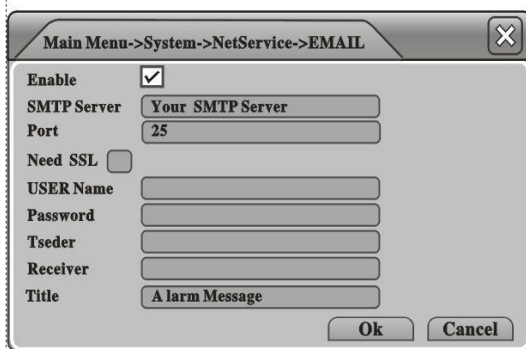 Main Menu->System->NetService->EMAIL
Enable
SMTP Server Your SMTP Server
Port 25
Need SSL
USER Name
Password
Tseder
Receiver
Title A larm Message
Ok Cancel